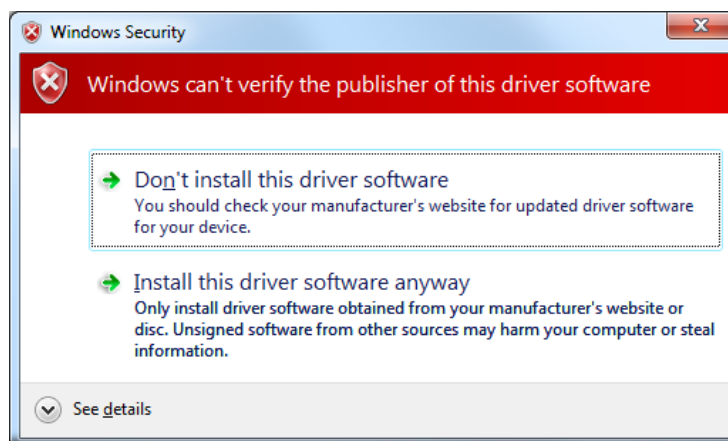 Windows Security
Windows can't verify the publisher of this driver software
Don't install this driver software
You should check your manufacturer's website for updated driver software
for your device.
Install this driver software anyway
Only install driver software obtained from your manufacturer's website or
disc. Unsigned software from other sources may harm your computer or steal
information.
See details